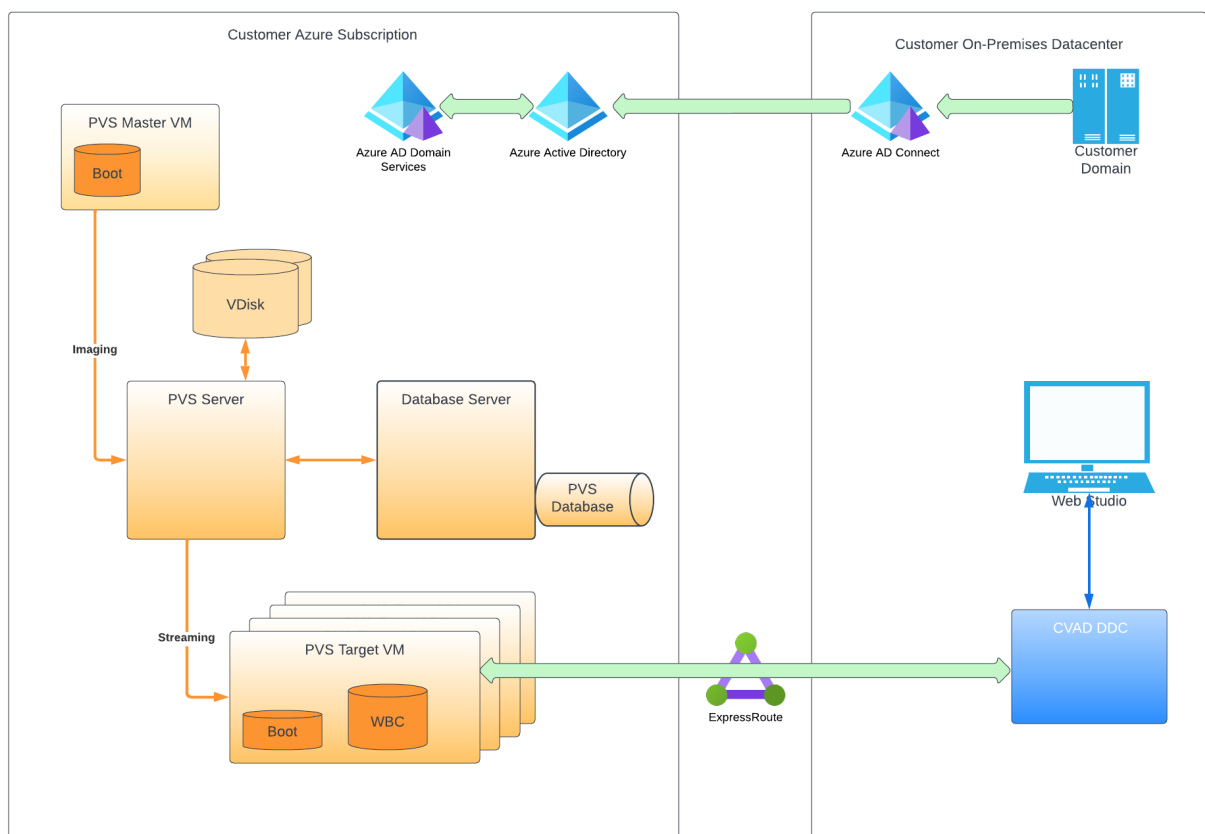 Customer Azure Subscription
Customer On-Premises Datacenter
PVS Master VM
Boot
Azure AD Domain
Services
Azure Active Directory
Azure AD Connect
Customer
Domain
VDisk
Imaging
PVS Server
Database Server
PVS
Database
Web Studio
Streaming
PVS Target VM
Boot
WBC
ExpressRoute
CVAD DDC